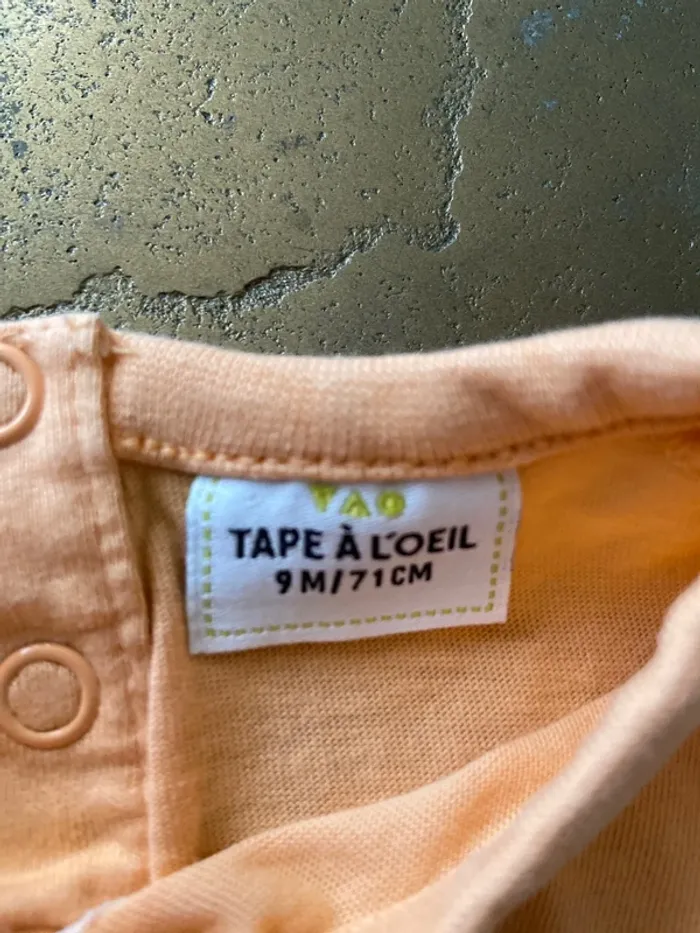 TAO
TAPE À L'OEIL
9M/71CM